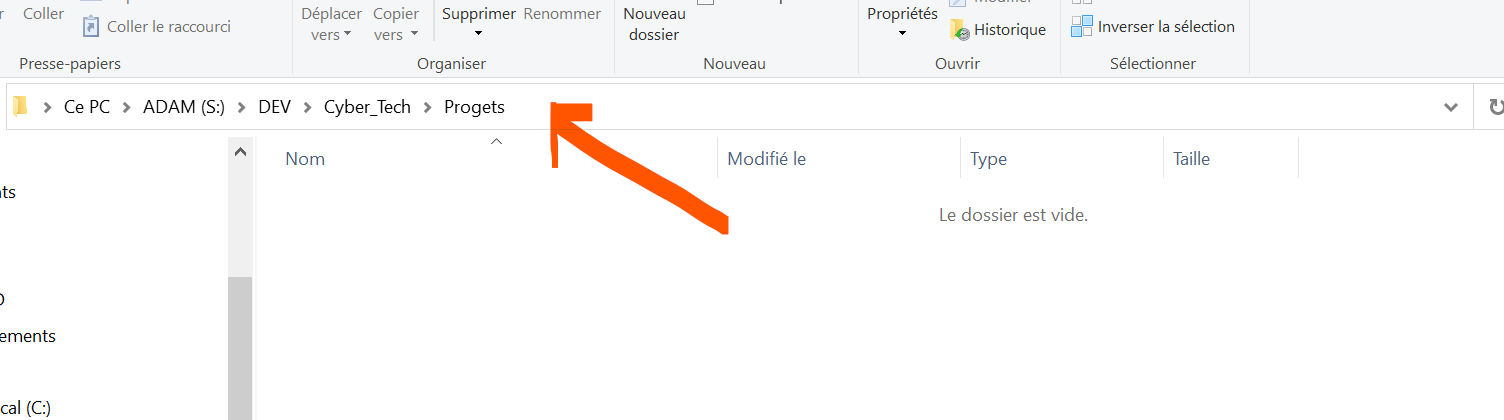 Coller
Coller le raccourci
Déplacer vers
Copier vers
Supprimer
Renommer
Nouveau dossier
Propriétés
Historique
Inverser la sélection
Presse-papiers
Organiser
Nouveau
Ouvrir
Sélectionner
Ce PC > ADAM (S:) > DEV > Cyber_Tech > Progets
Nom
Modifié le
Type
Taille
Le dossier est vide.
ements
cal (C:)